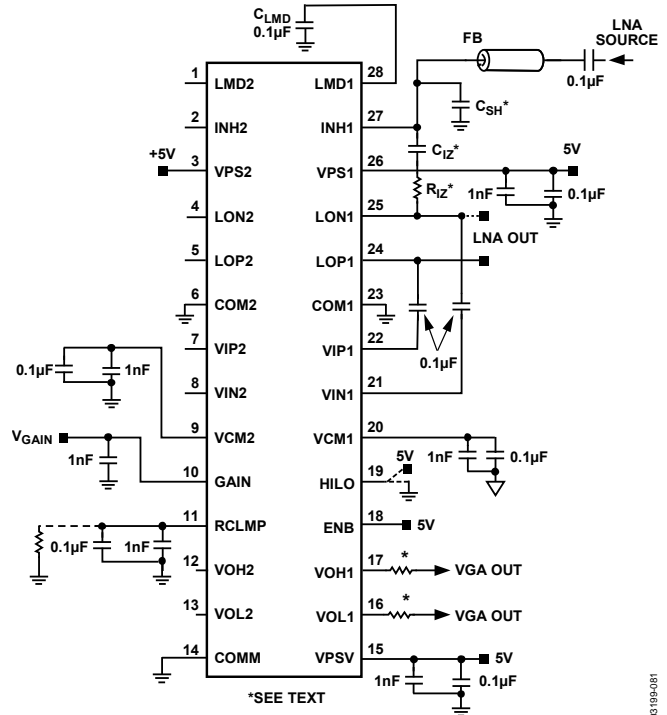 C_LMD
0.1µF
FB
LNA
SOURCE
0.1µF
C_SH*
C_IZ*
R_IZ*
5V
1nF
0.1µF
LNA OUT
0.1µF
1 LMD2
LMD1 28
2 INH2
INH1 27
+5V
3 VPS2
VPS1 26
4 LON2
LON1 25
5 LOP2
LOP1 24
6 COM2
COM1 23
7 VIP2
VIP1 22
0.1µF
1nF
8 VIN2
VIN1 21
9 VCM2
VCM1 20
1nF
0.1µF
V_GAIN
1nF
10 GAIN
HILO 19
5V
11 RCLMP
ENB 18
5V
0.1µF
1nF
12 VOH2
VOH1 17
*
VGA OUT
13 VOL2
VOL1 16
*
VGA OUT
14 COMM
VPSV 15
5V
1nF
0.1µF
*SEE TEXT
03199-081